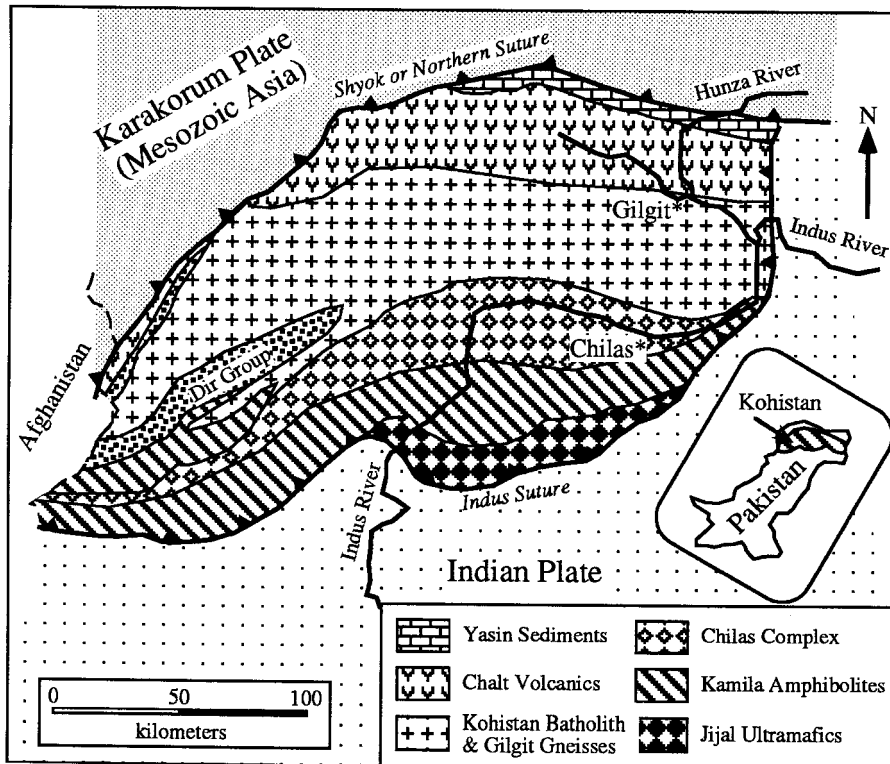 Karakorum Plate
(Mesozoic Asia)
Shyok or Northern Suture
Hunza River
N
Gilgit*
Indus River
Chilas*
Dir Group
Afghanistan
Kohistan
Pakistan
Indus River
Indus Suture
Indian Plate
0 50 100
kilometers
Yasin Sediments
Chalt Volcanics
Kohistan Batholith
& Gilgit Gneisses
Chilas Complex
Kamila Amphibolites
Jijal Ultramafics